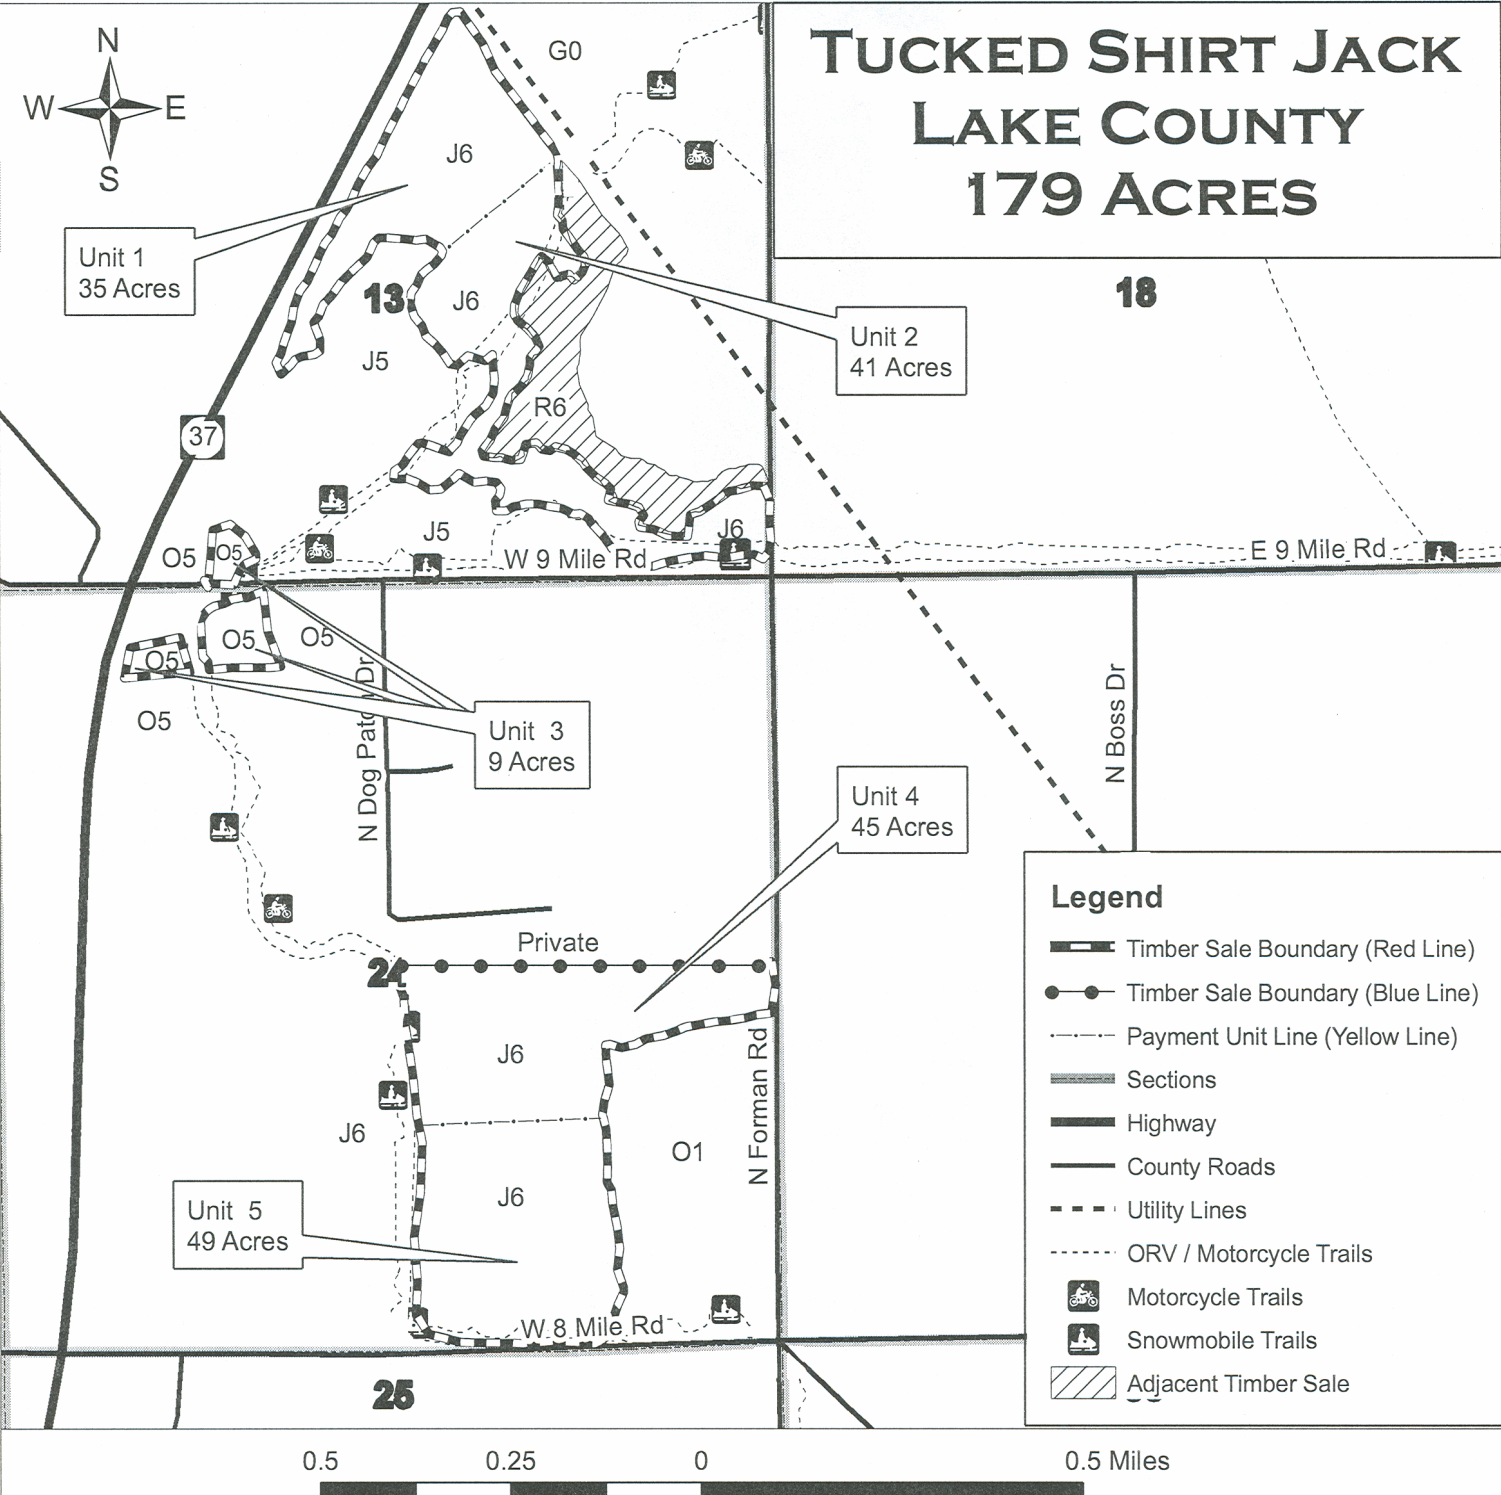 TUCKED SHIRT JACK
LAKE COUNTY
179 ACRES
N
W E
S
G0
J6
Unit 1
35 Acres
13
J6
18
Unit 2
41 Acres
J5
R6
37
J5
J6
O5
O5
W 9 Mile Rd
E 9 Mile Rd
O5
O5
O5
O5
N Dog Patch Dr
N Boss Dr
Unit 3
9 Acres
Unit 4
45 Acres
Private
24
J6
N Forman Rd
J6
O1
J6
Unit 5
49 Acres
W 8 Mile Rd
25
Legend
Timber Sale Boundary (Red Line)
Timber Sale Boundary (Blue Line)
Payment Unit Line (Yellow Line)
Sections
Highway
County Roads
Utility Lines
ORV / Motorcycle Trails
Motorcycle Trails
Snowmobile Trails
Adjacent Timber Sale
0.5 0.25 0 0.5 Miles